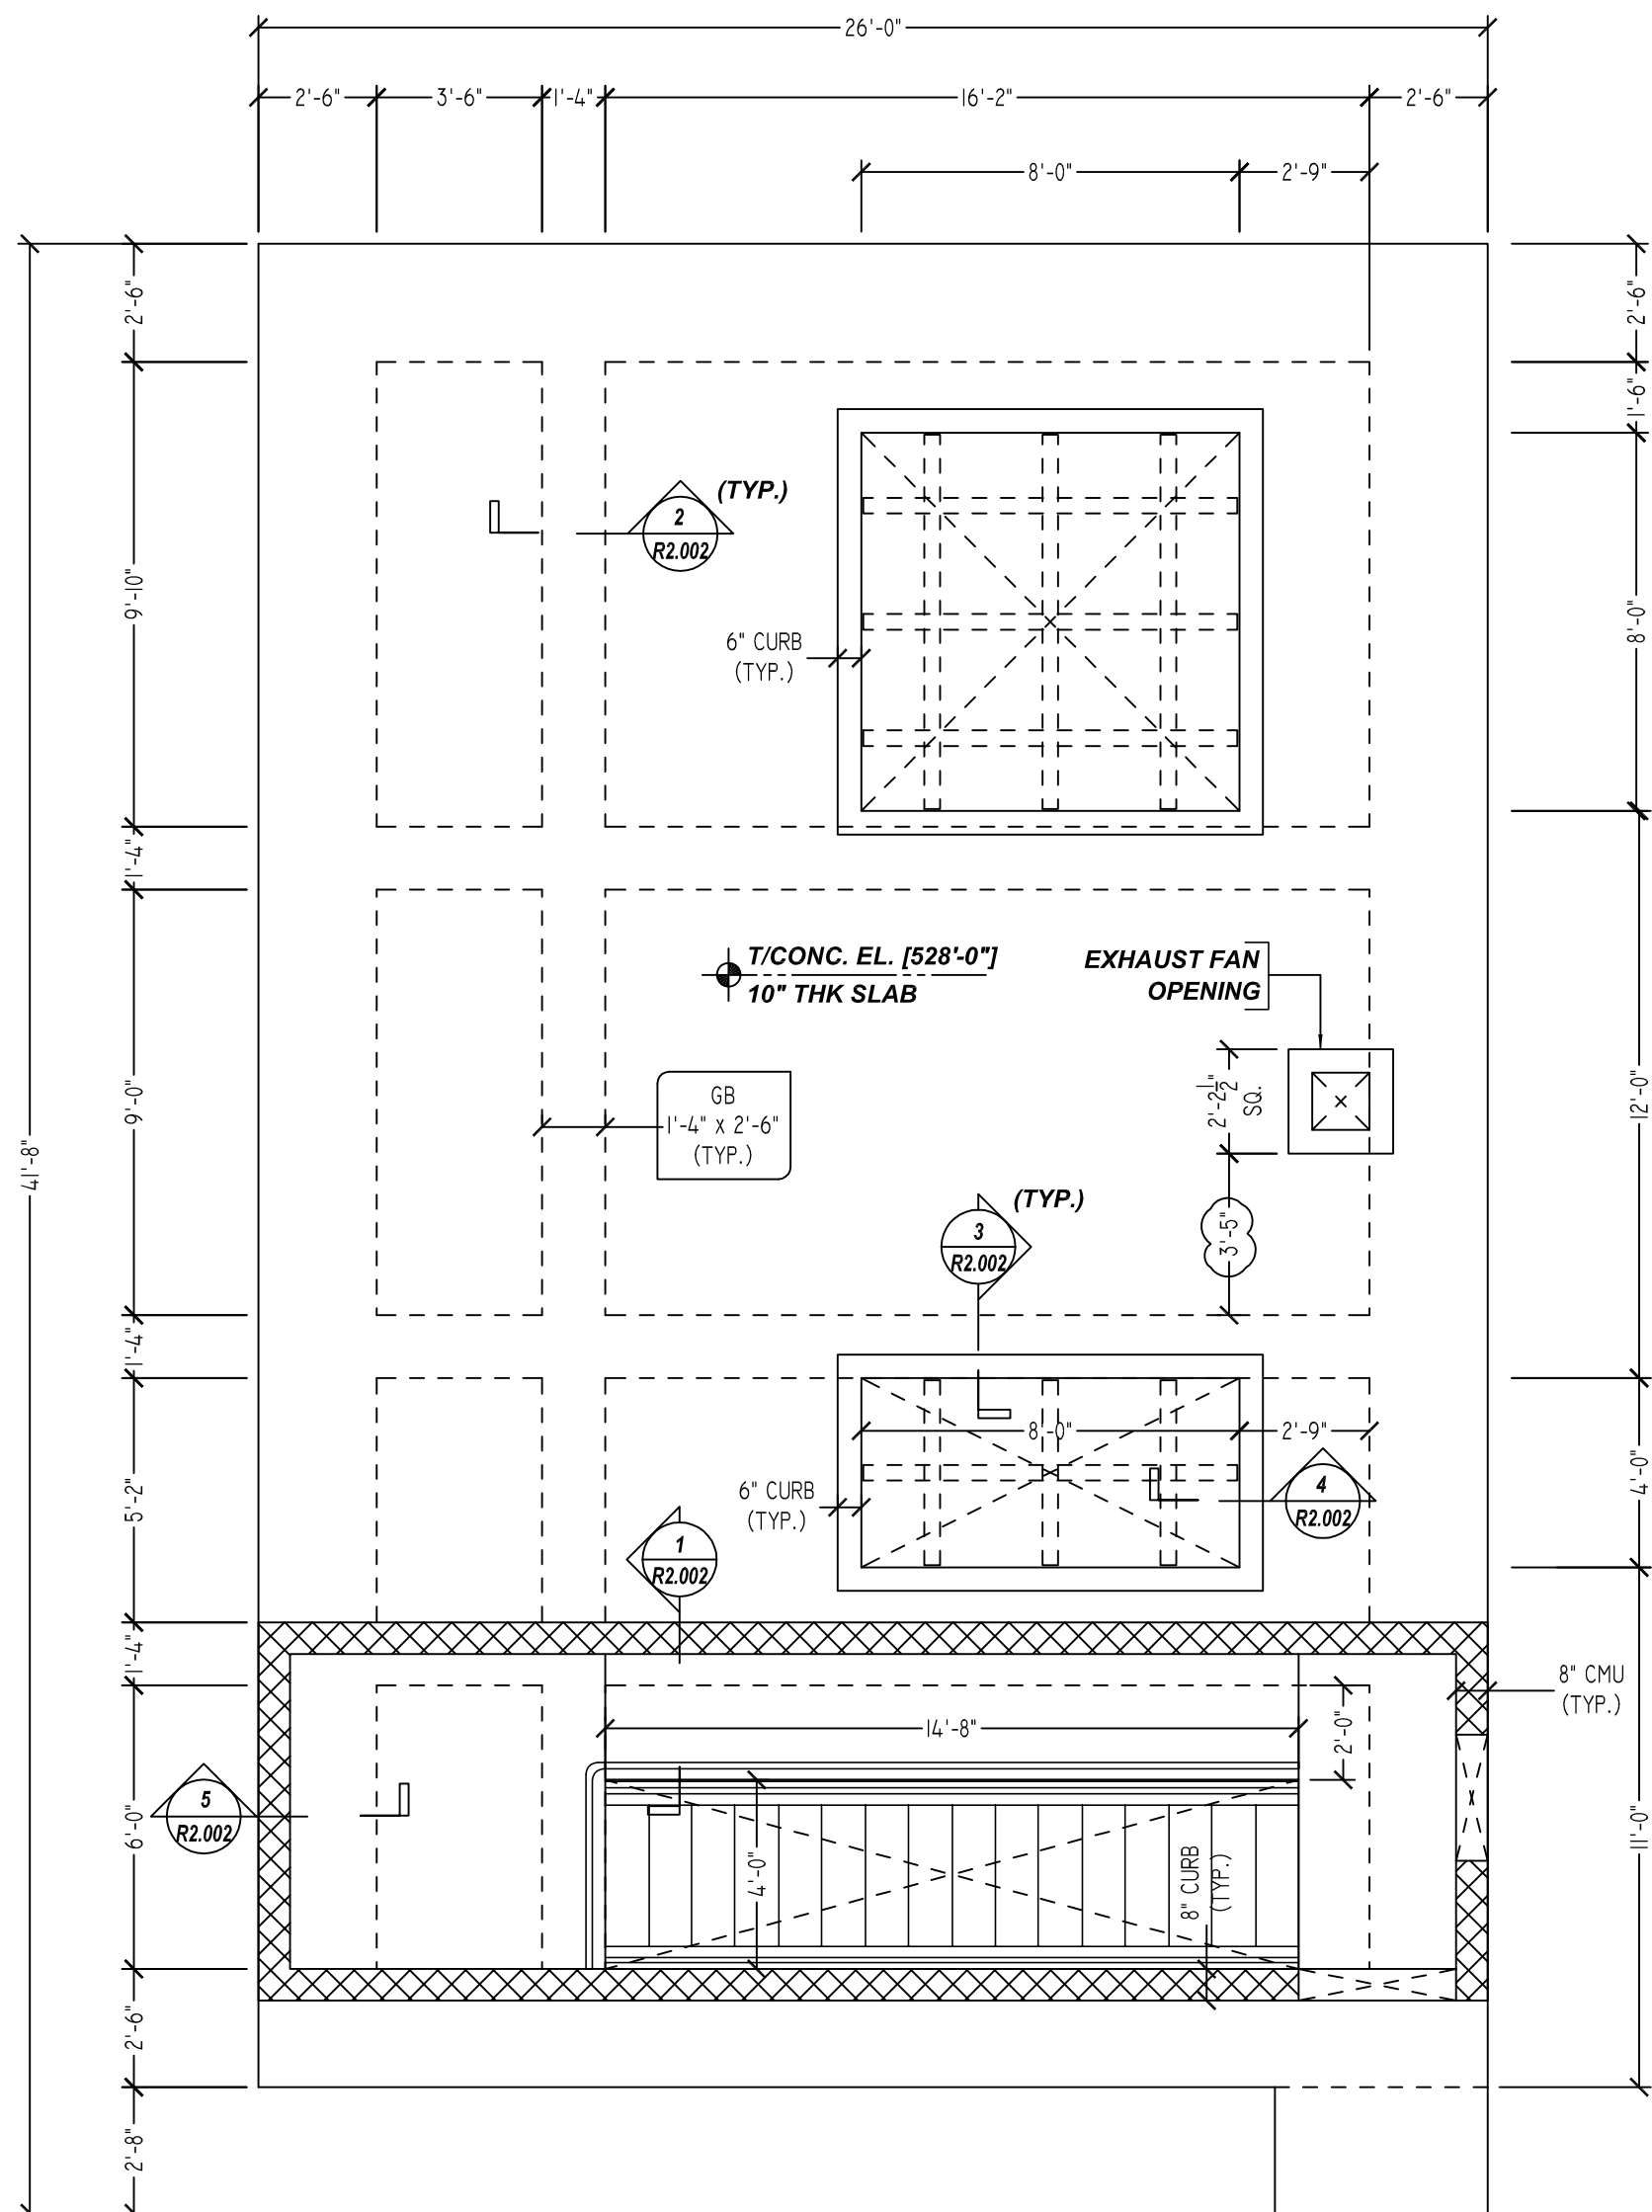 26'-0"
2'-6"
3'-6"
1'-4"
16'-2"
2'-6"
8'-0"
2'-9"
2'-6"
9'-10"
1'-4"
9'-0"
1'-4"
5'-2"
1'-4"
6'-0"
2'-6"
2'-8"
41'-8"
2'-6"
1'-6"
8'-0"
12'-0"
4'-0"
11'-0"
(TYP.)
2
R2.002
6" CURB
(TYP.)
T/CONC. EL. [528'-0"]
10" THK SLAB
EXHAUST FAN
OPENING
GB
1'-4" x 2'-6"
(TYP.)
2'-2 1/2"
SQ.
3'-5"
(TYP.)
3
R2.002
8'-0"
2'-9"
6" CURB
(TYP.)
4
R2.002
1
R2.002
8" CMU
(TYP.)
14'-8"
2'-0"
5
R2.002
4'-0"
8" CURB
(TYP.)